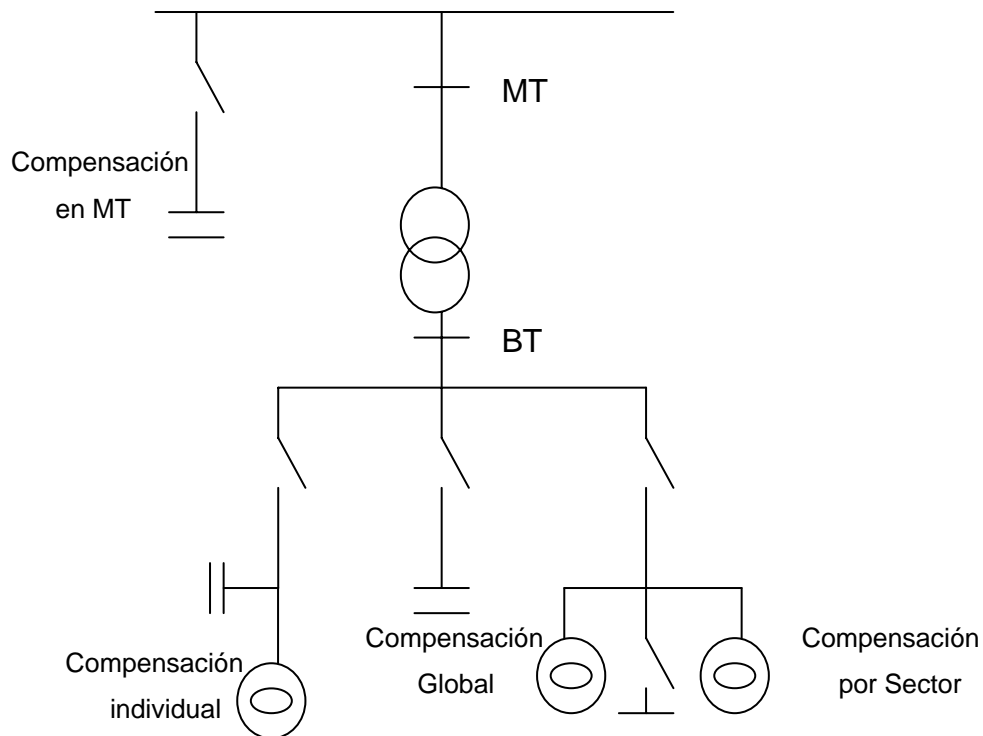 MT
Compensación
en MT
BT
Compensación
individual
Compensación
Global
Compensación
por Sector